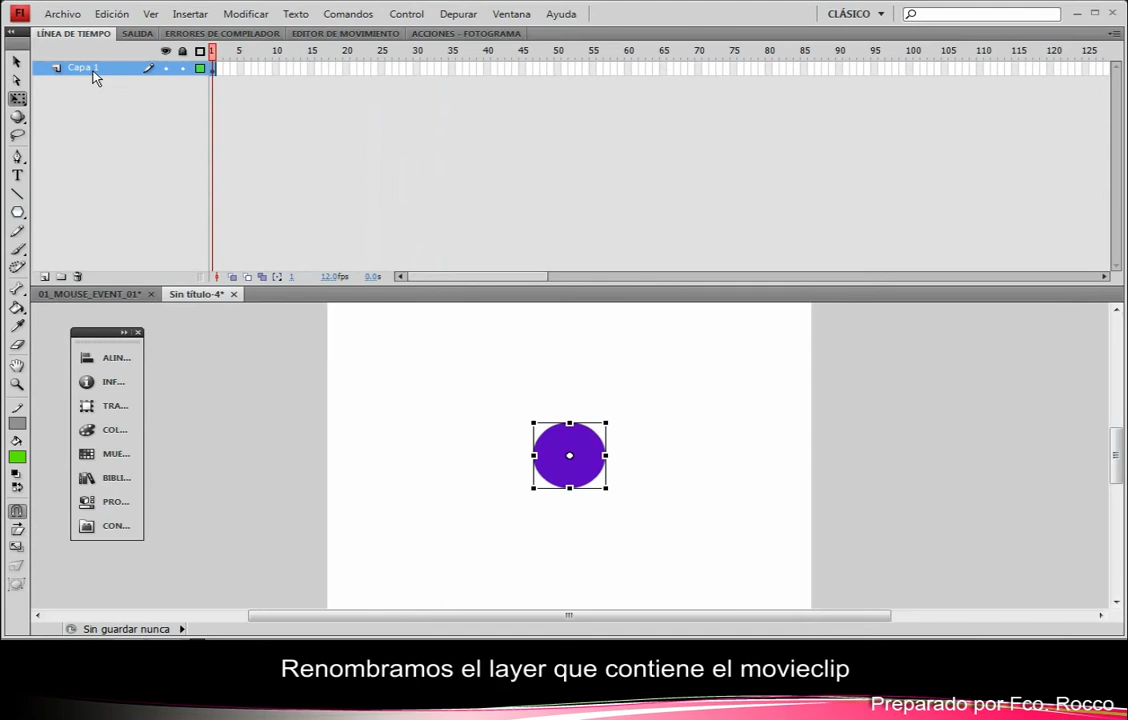 Fl Archivo Edición Ver Insertar Modificar Texto Comandos Control Depurar Ventana Ayuda CLÁSICO
LÍNEA DE TIEMPO SALIDA ERRORES DE COMPILADOR EDITOR DE MOVIMIENTO ACCIONES - FOTOGRAMA
1 5 10 15 20 25 30 35 40 45 50 55 60 65 70 75 80 85 90 95 100 105 110 115 120 125
Capa 1
1 12.0fps 0.0s
01_MOUSE_EVENT_01* Sin título-4*
ALIN...
INF...
TRA...
COL...
MUE...
BIBLI...
PRO...
CON...
Sin guardar nunca
Renombramos el layer que contiene el movieclip
Preparado por Fco. Rocco